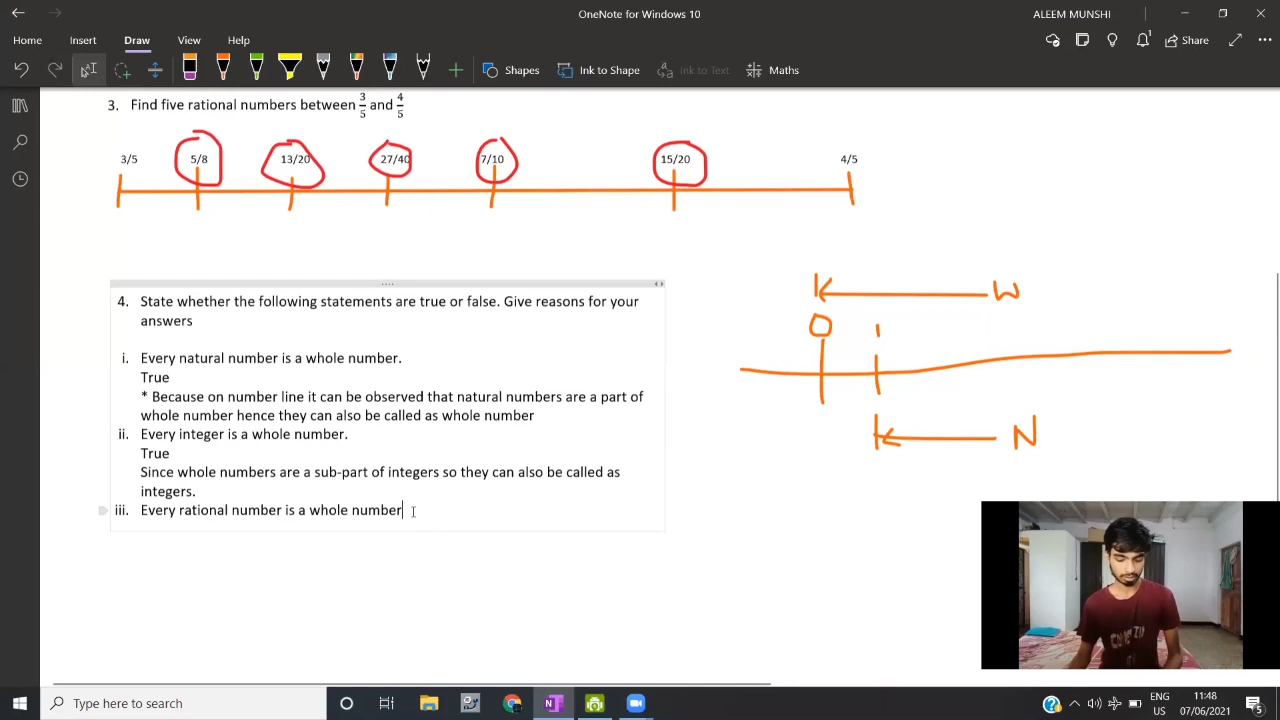 OneNote for Windows 10
ALEEM MUNSHI
Home Insert Draw View Help
Share
Shapes Ink to Shape Ink to Text Maths
3. Find five rational numbers between 3/5 and 4/5
3/5 5/8 13/20 27/40 7/10 15/20 4/5
W
0 1
N
4. State whether the following statements are true or false. Give reasons for your
answers
i. Every natural number is a whole number.
True
* Because on number line it can be observed that natural numbers are a part of
whole number hence they can also be called as whole number
ii. Every integer is a whole number.
True
Since whole numbers are a sub-part of integers so they can also be called as
integers.
iii. Every rational number is a whole number
Type here to search
ENG
US
11:48
07/06/2021
5